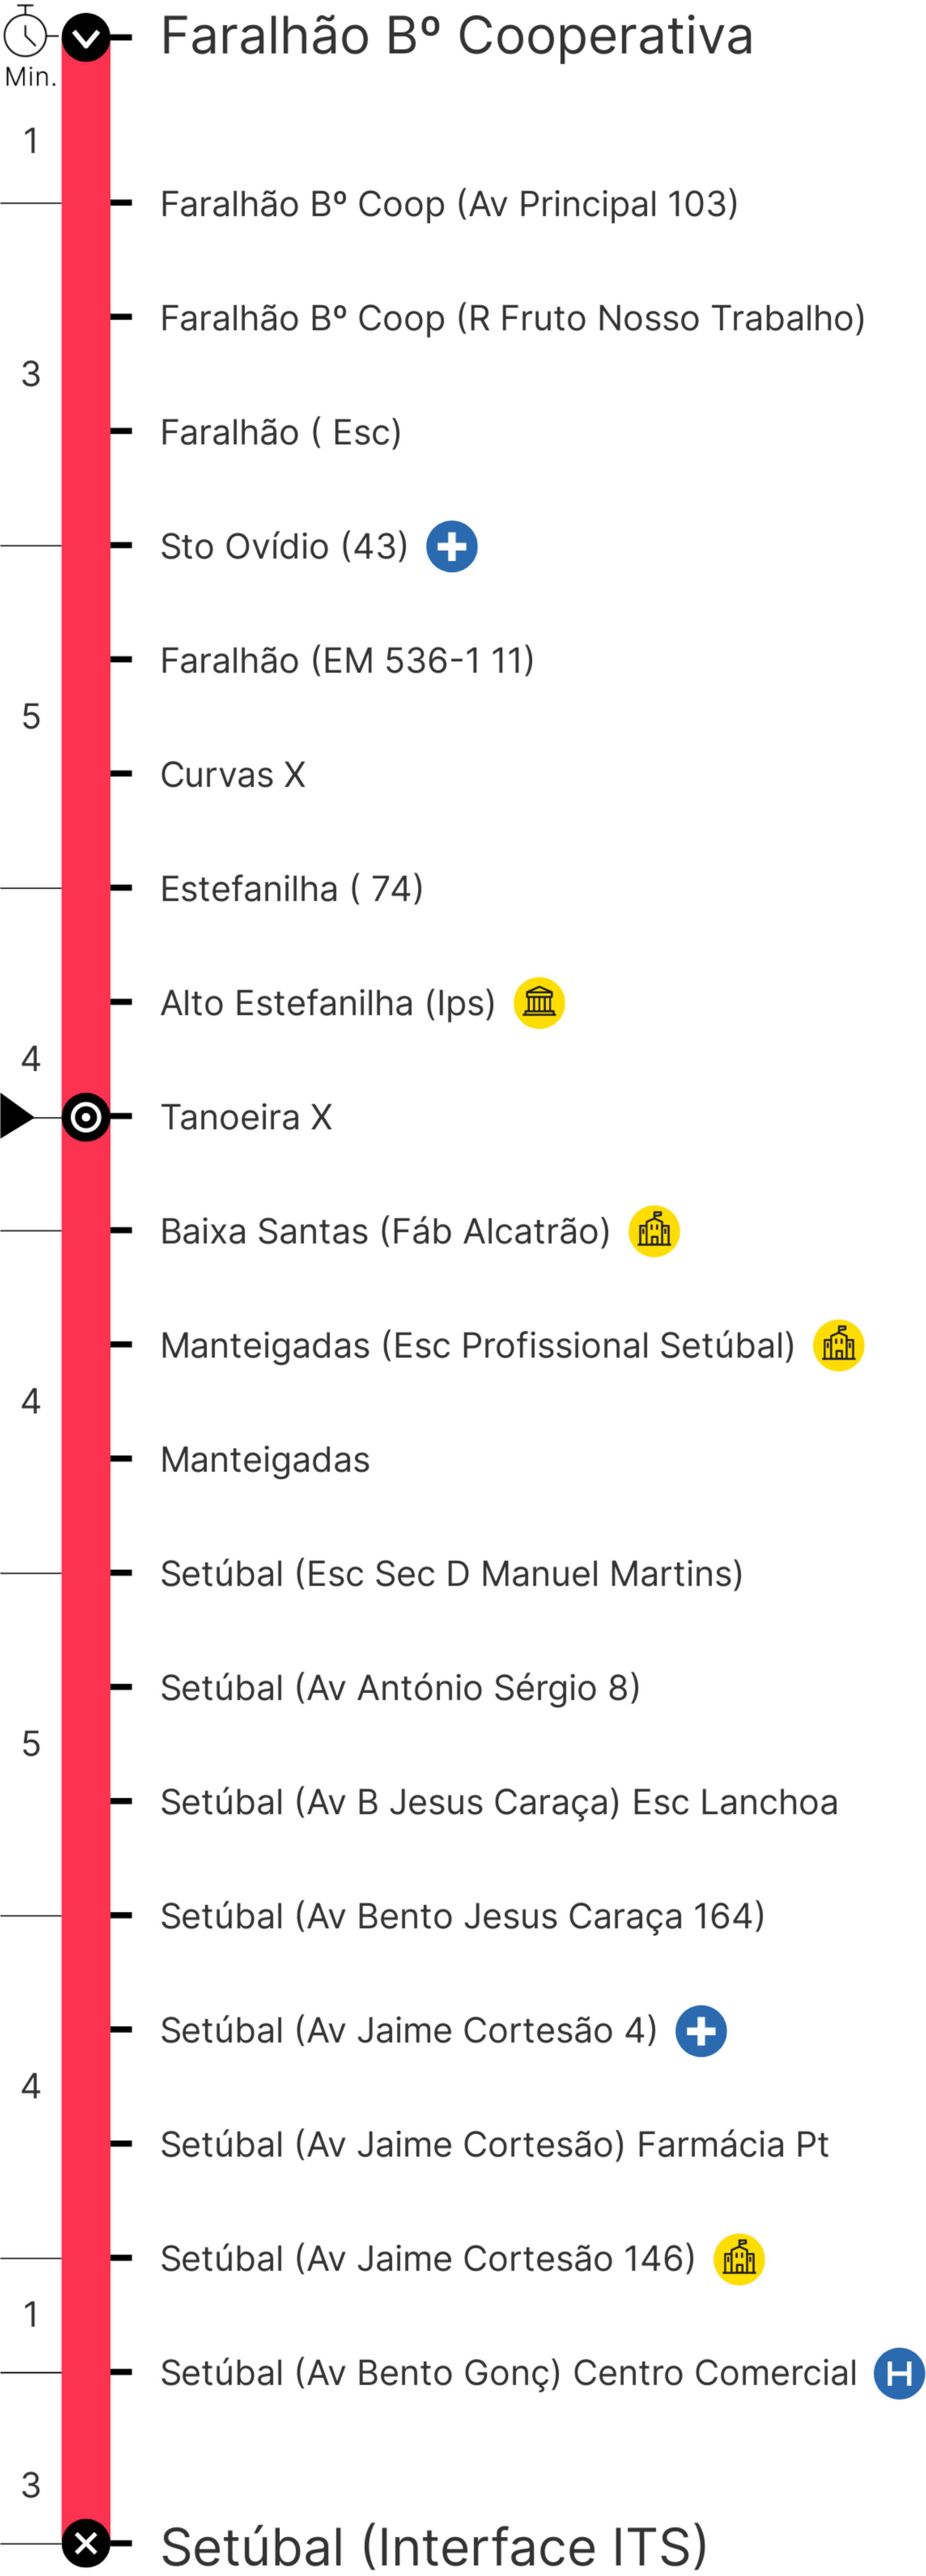 Faralhão Bº Cooperativa
Min.
1
Faralhão Bº Coop (Av Principal 103)
Faralhão Bº Coop (R Fruto Nosso Trabalho)
3
Faralhão ( Esc)
Sto Ovídio (43)
Faralhão (EM 536-1 11)
5
Curvas X
Estefanilha ( 74)
Alto Estefanilha (Ips)
4
Tanoeira X
Baixa Santas (Fáb Alcatrão)
Manteigadas (Esc Profissional Setúbal)
4
Manteigadas
Setúbal (Esc Sec D Manuel Martins)
Setúbal (Av António Sérgio 8)
5
Setúbal (Av B Jesus Caraça) Esc Lanchoa
Setúbal (Av Bento Jesus Caraça 164)
Setúbal (Av Jaime Cortesão 4)
4
Setúbal (Av Jaime Cortesão) Farmácia Pt
Setúbal (Av Jaime Cortesão 146)
1
Setúbal (Av Bento Gonç) Centro Comercial H
3
Setúbal (Interface ITS)